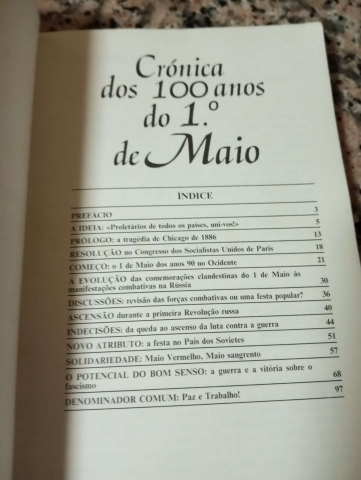 Crónica
dos 100 anos
do 1.º
de Maio
ÍNDICE
PREFÁCIO 3
A IDEIA: «Proletários de todos os países, uni-vos!» 5
PRÓLOGO: a tragédia de Chicago de 1886 13
RESOLUÇÃO no Congresso dos Socialistas Unidos de Paris 18
COMEÇO: o 1 de Maio dos anos 90 no Ocidente 21
A EVOLUÇÃO das comemorações clandestinas do 1 de Maio às
manifestações combativas na Rússia 30
DISCUSSÕES: revisão das forças combativas ou uma festa popular? 36
ASCENSÃO durante a primeira Revolução russa 40
INDECISÕES: da queda ao ascenso da luta contra a guerra 44
NOVO ATRIBUTO: a festa no País dos Sovietes 51
SOLIDARIEDADE: Maio Vermelho, Maio sangrento 57
O POTENCIAL DO BOM SENSO: a guerra e a vitória sobre o
fascismo 68
DENOMINADOR COMUM: Paz e Trabalho! 97